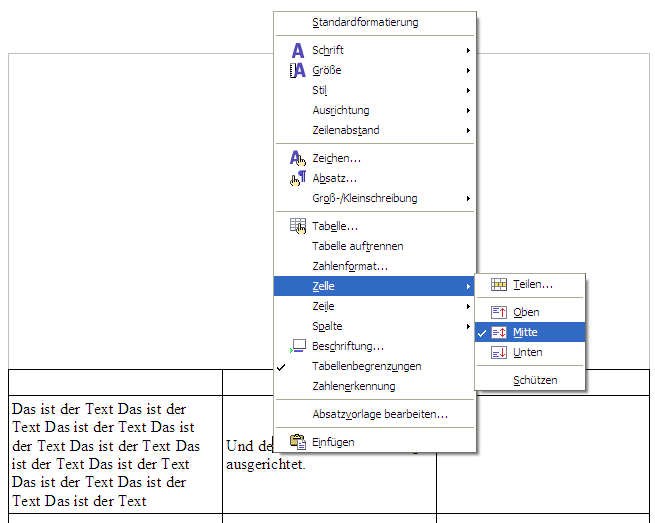 Standardformatierung
Schrift
Größe
Stil
Ausrichtung
Zeilenabstand
Zeichen...
Absatz...
Groß-/Kleinschreibung
Tabelle...
Tabelle auftrennen
Zahlenformat...
Zelle
Zeile
Spalte
Beschriftung...
Tabellenbegrenzungen
Zahlenerkennung
Absatzvorlage bearbeiten...
Einfügen
Teilen...
Oben
Mitte
Unten
Schützen
Das ist der Text Das ist der
Text Das ist der Text Das ist
der Text Das ist der Text Das
ist der Text Das ist der Text
Das ist der Text Das ist der
Text Das ist der Text
Und de
ausgerichtet.